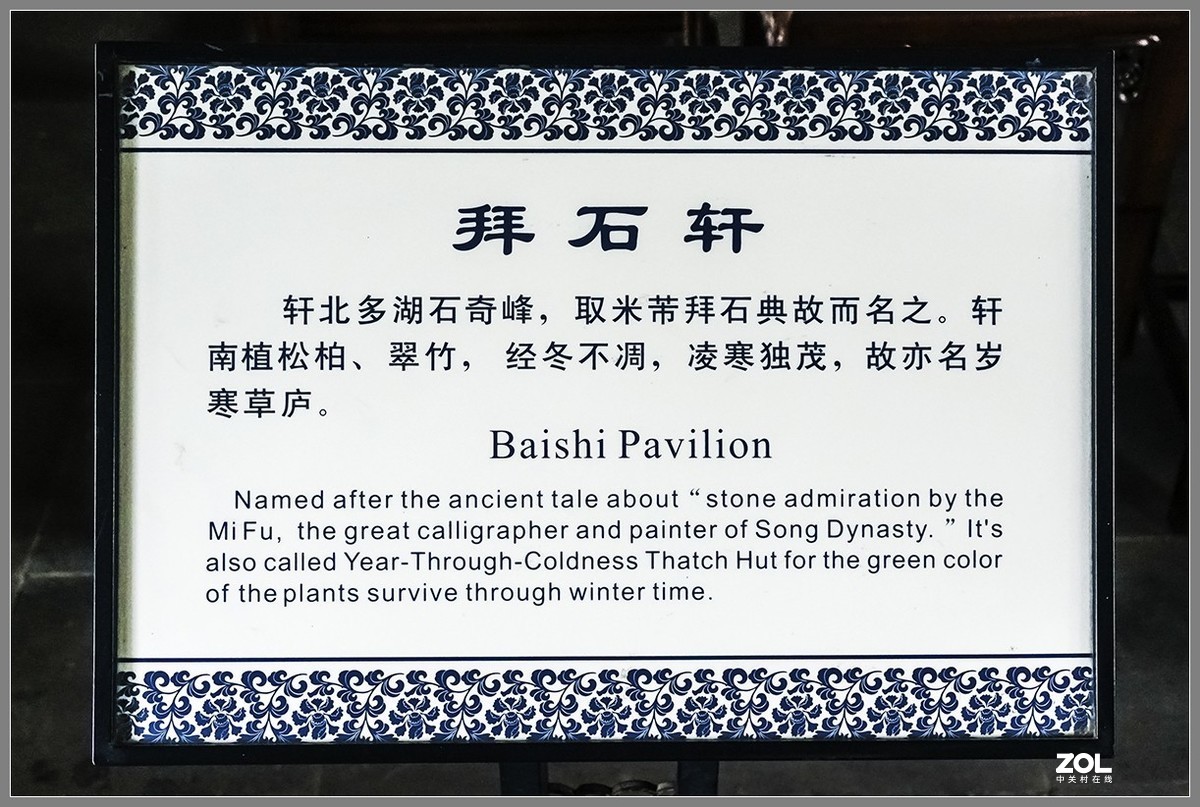 拜石轩
轩北多湖石奇峰，取米芾拜石典故而名之。轩
南植松柏、翠竹， 经冬不凋，凌寒独茂，故亦名岁
寒草庐。
Baishi Pavilion
Named after the ancient tale about “stone admiration by the
Mi Fu, the great calligrapher and painter of Song Dynasty. ” It's
also called Year-Through-Coldness Thatch Hut for the green color
of the plants survive through winter time.
ZOL
中关村在线